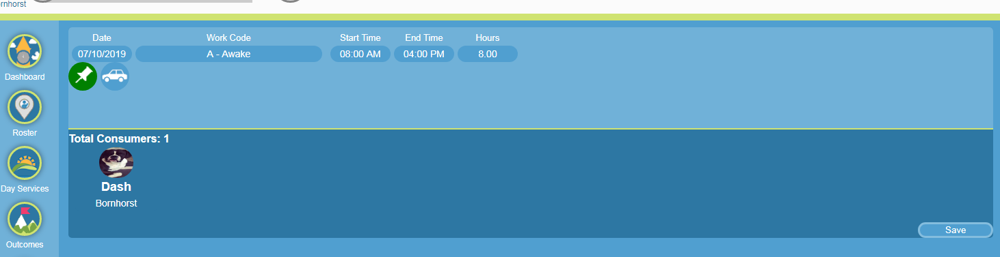 ornhorst
Date Work Code Start Time End Time Hours
07/10/2019 A - Awake 08:00 AM 04:00 PM 8.00
Dashboard
Roster
Total Consumers: 1
Day Services
Dash
Bornhorst
Save
Outcomes